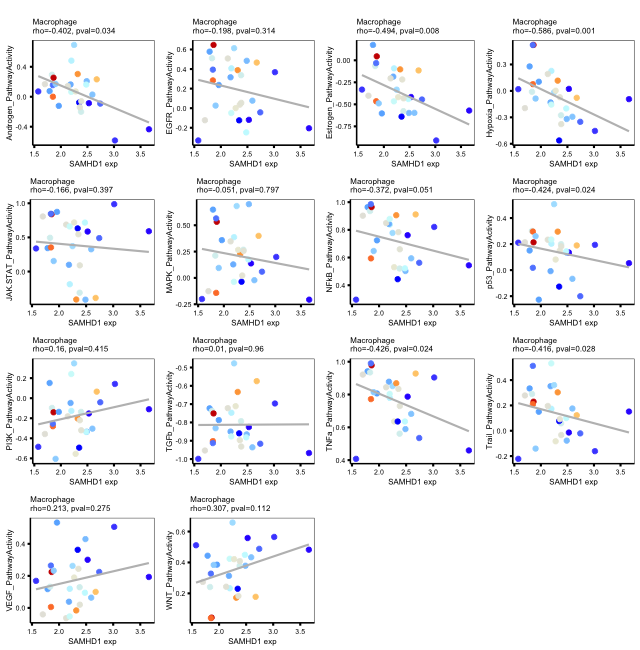 Macrophage
rho=-0.402, pval=0.034
Androgen_PathwayActivity
0.4
0.0
-0.4
1.5 2.0 2.5 3.0 3.5
SAMHD1 exp
Macrophage
rho=-0.198, pval=0.314
EGFR_PathwayActivity
0.6
0.4
0.2
0.0
-0.2
1.5 2.0 2.5 3.0 3.5
SAMHD1 exp
Macrophage
rho=-0.494, pval=0.008
Estrogen_PathwayActivity
0.00
-0.25
-0.50
-0.75
1.5 2.0 2.5 3.0 3.5
SAMHD1 exp
Macrophage
rho=-0.586, pval=0.001
Hypoxia_PathwayActivity
0.3
0.0
-0.3
-0.6
1.5 2.0 2.5 3.0 3.5
SAMHD1 exp
Macrophage
rho=-0.166, pval=0.397
JAK-STAT_PathwayActivity
1.0
0.5
0.0
1.5 2.0 2.5 3.0 3.5
SAMHD1 exp
Macrophage
rho=-0.051, pval=0.797
MAPK_PathwayActivity
0.50
0.25
0.00
-0.25
1.5 2.0 2.5 3.0 3.5
SAMHD1 exp
Macrophage
rho=-0.372, pval=0.051
NFkB_PathwayActivity
1.0
0.8
0.6
0.4
1.5 2.0 2.5 3.0 3.5
SAMHD1 exp
Macrophage
rho=-0.424, pval=0.024
p53_PathwayActivity
0.4
0.2
0.0
-0.2
1.5 2.0 2.5 3.0 3.5
SAMHD1 exp
Macrophage
rho=0.16, pval=0.415
PI3K_PathwayActivity
0.2
0.0
-0.2
-0.4
-0.6
1.5 2.0 2.5 3.0 3.5
SAMHD1 exp
Macrophage
rho=0.01, pval=0.96
TGFb_PathwayActivity
-0.5
-0.6
-0.7
-0.8
-0.9
-1.0
1.5 2.0 2.5 3.0 3.5
SAMHD1 exp
Macrophage
rho=-0.426, pval=0.024
TNFa_PathwayActivity
1.0
0.8
0.6
0.4
1.5 2.0 2.5 3.0 3.5
SAMHD1 exp
Macrophage
rho=-0.416, pval=0.028
Trail_PathwayActivity
0.4
0.2
0.0
-0.2
1.5 2.0 2.5 3.0 3.5
SAMHD1 exp
Macrophage
rho=0.213, pval=0.275
VEGF_PathwayActivity
0.4
0.2
0.0
1.5 2.0 2.5 3.0 3.5
SAMHD1 exp
Macrophage
rho=0.307, pval=0.112
WNT_PathwayActivity
0.6
0.4
0.2
1.5 2.0 2.5 3.0 3.5
SAMHD1 exp